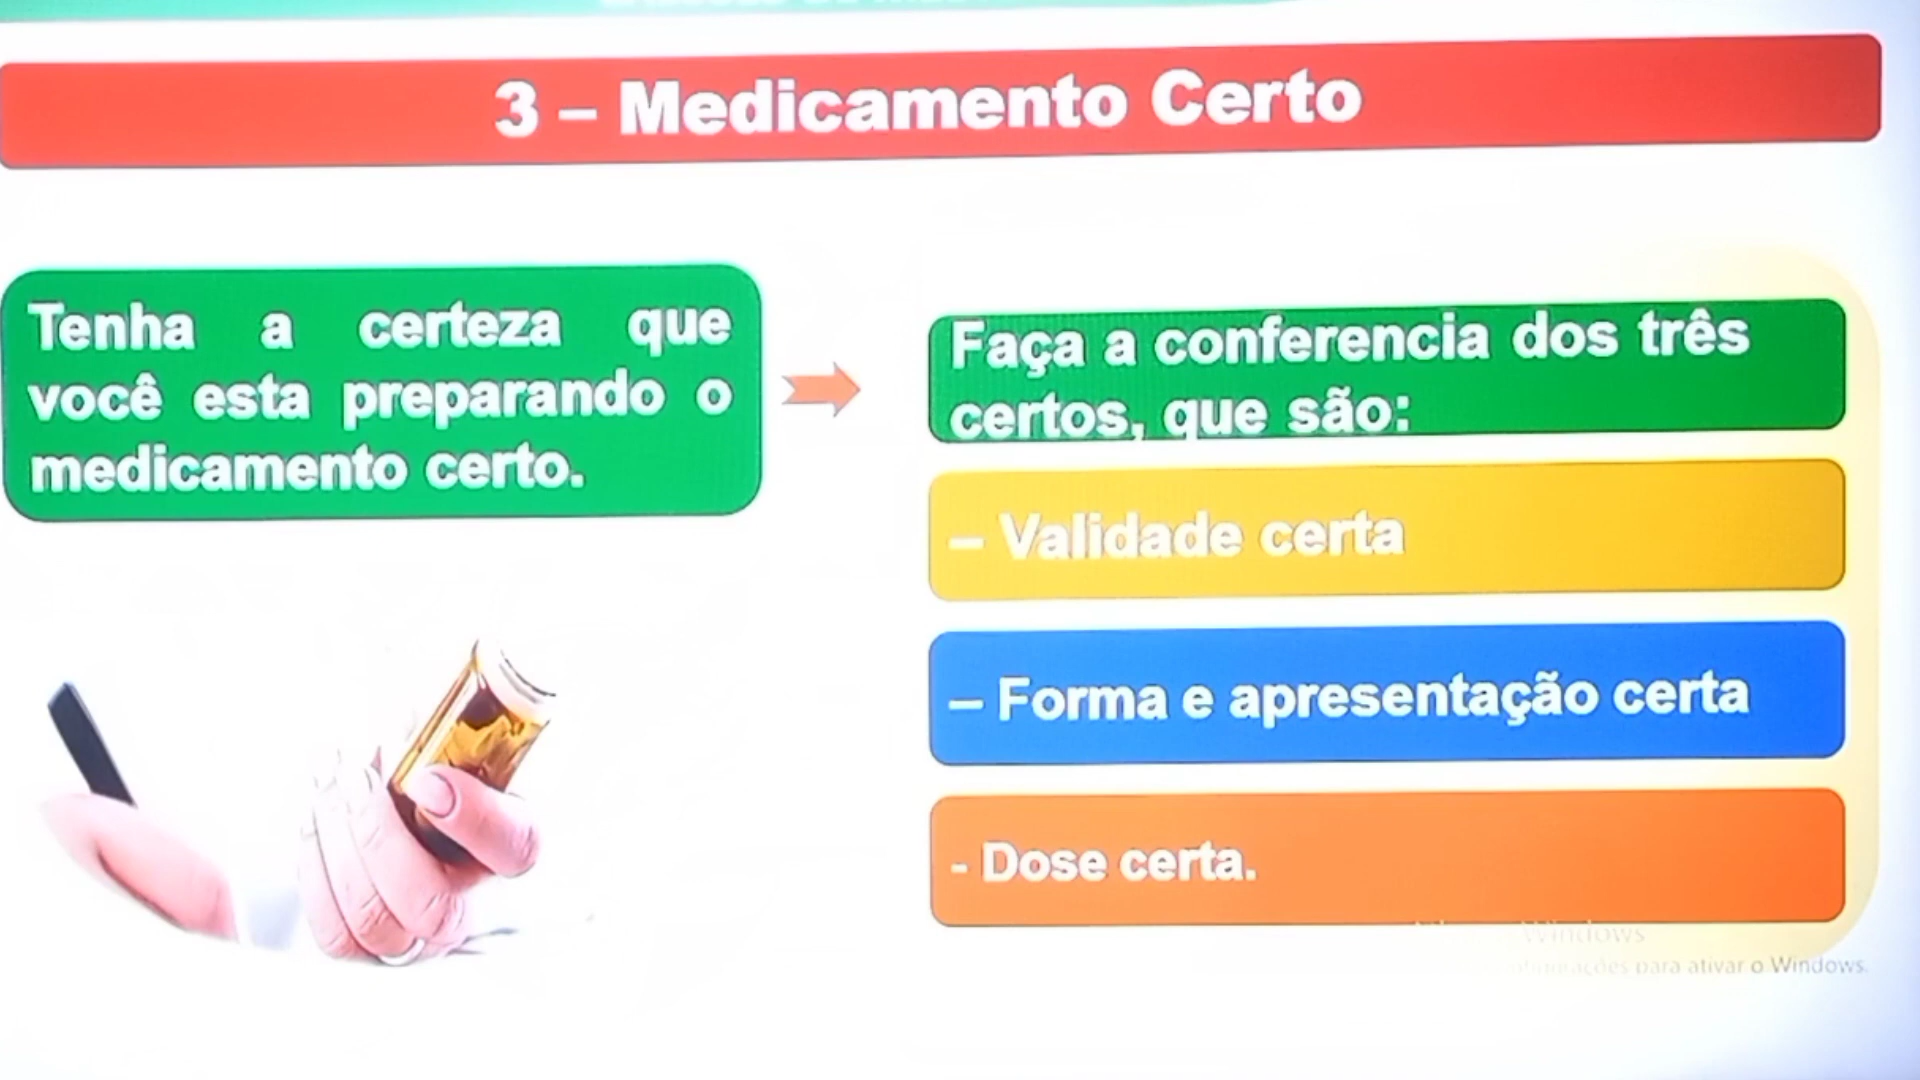 3 – Medicamento Certo
Tenha a certeza que
você esta preparando o
medicamento certo.
Faça a conferencia dos três
certos, que são:
– Validade certa
– Forma e apresentação certa
- Dose certa.
Windows
para ativar o Windows.